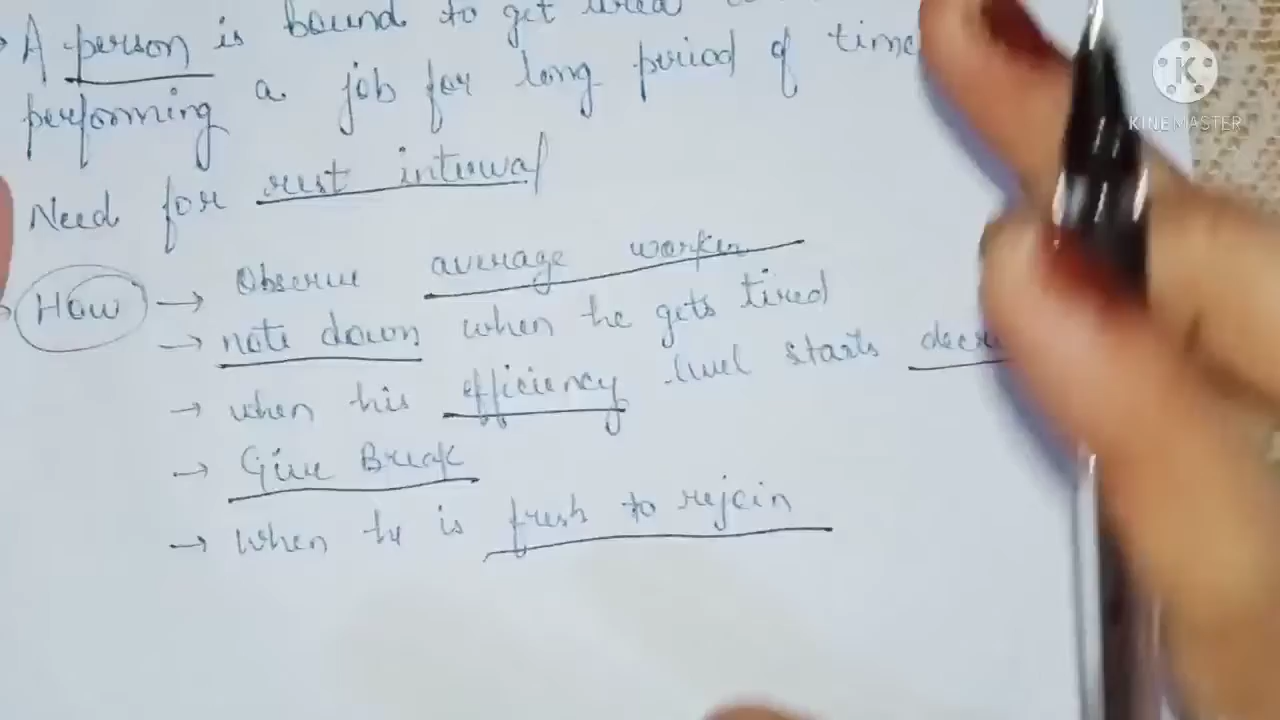 A person is bound to get tired
performing a job for long period of time
Need for rest interval
How → Observe average worker
→ note down when he gets tired
→ when his efficiency level starts
→ Give Break
→ When he is fresh to rejoin
K
KINEMASTER